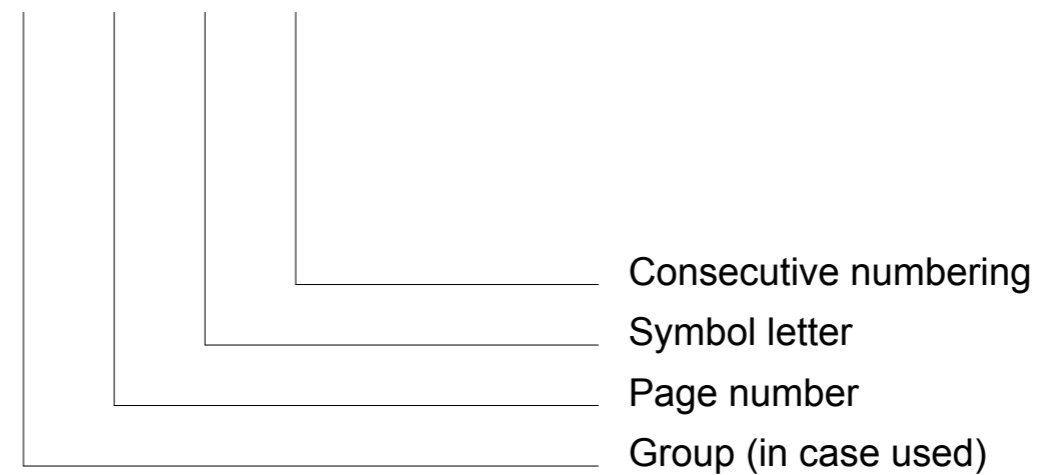 Consecutive numbering
Symbol letter
Page number
Group (in case used)